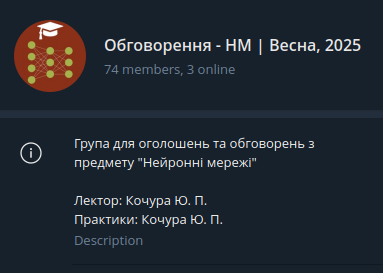 Обговорення - НМ | Весна, 2025
74 members, 3 online
Група для оголошень та обговорень з
предмету "Нейронні мережі"
Лектор: Кочура Ю. П.
Практики: Кочура Ю. П.
Description